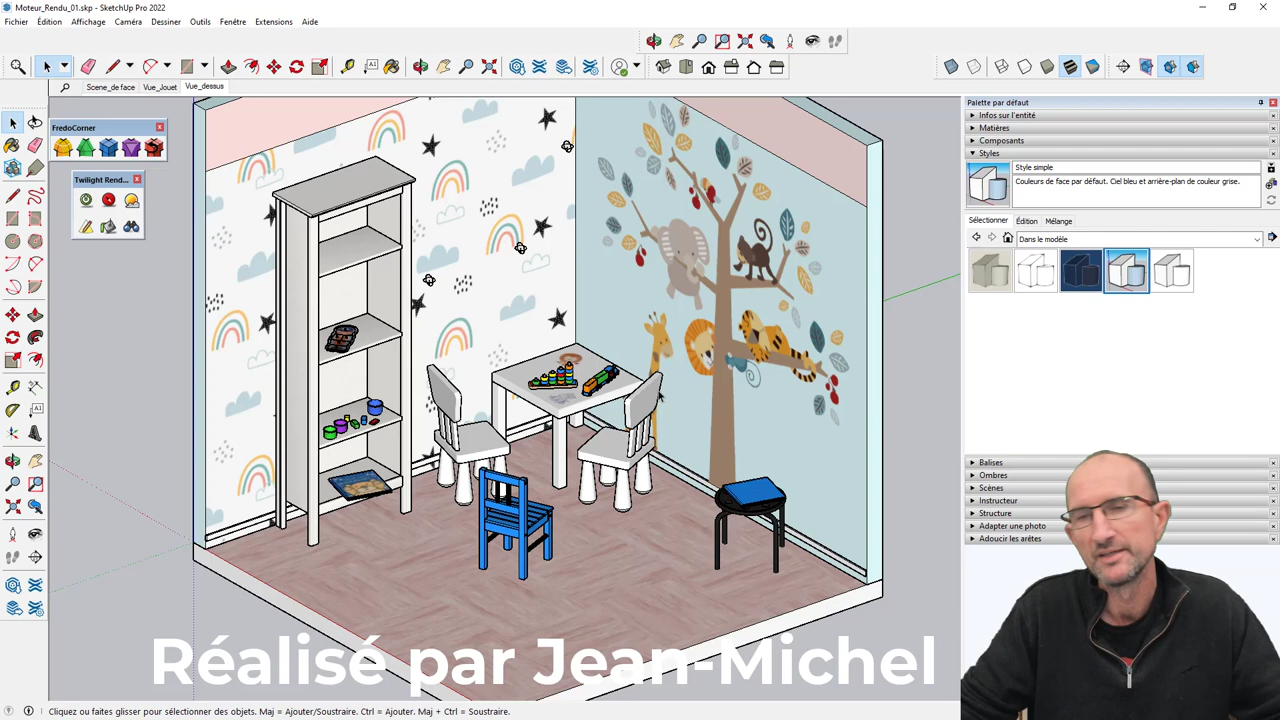 Moteur_Rendu_01.skp - SketchUp Pro 2022
Fichier Édition Affichage Caméra Dessiner Outils Fenêtre Extensions Aide
Scene_de face Vue_Jouet Vue_dessus
FredoCorner
Twilight Rend...
Palette par défaut
Infos sur l'entité
Matières
Composants
Styles
Style simple
Couleurs de face par défaut. Ciel bleu et arrière-plan de couleur grise.
Sélectionner Édition Mélange
Dans le modèle
Balises
Ombres
Scènes
Instructeur
Structure
Adapter une photo
Adoucir les arêtes
Réalisé par Jean-Michel
Cliquez ou faites glisser pour sélectionner des objets. Maj = Ajouter/Soustraire. Ctrl = Ajouter. Maj + Ctrl = Soustraire.